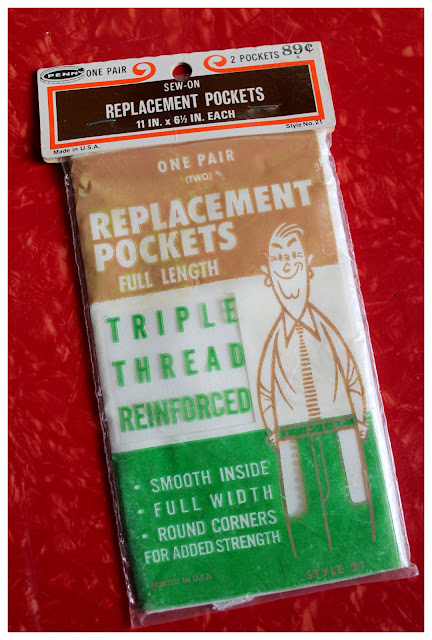 PENN ONE PAIR 2 POCKETS 89¢
SEW-ON
REPLACEMENT POCKETS
11 IN. x 6½ IN. EACH
Made in U.S.A. Style No. 21
ONE PAIR
(TWO)
REPLACEMENT
POCKETS
FULL LENGTH
TRIPLE
THREAD
REINFORCED
· SMOOTH INSIDE
· FULL WIDTH
· ROUND CORNERS
FOR ADDED STRENGTH
PRINTED IN U.S.A. STYLE 21